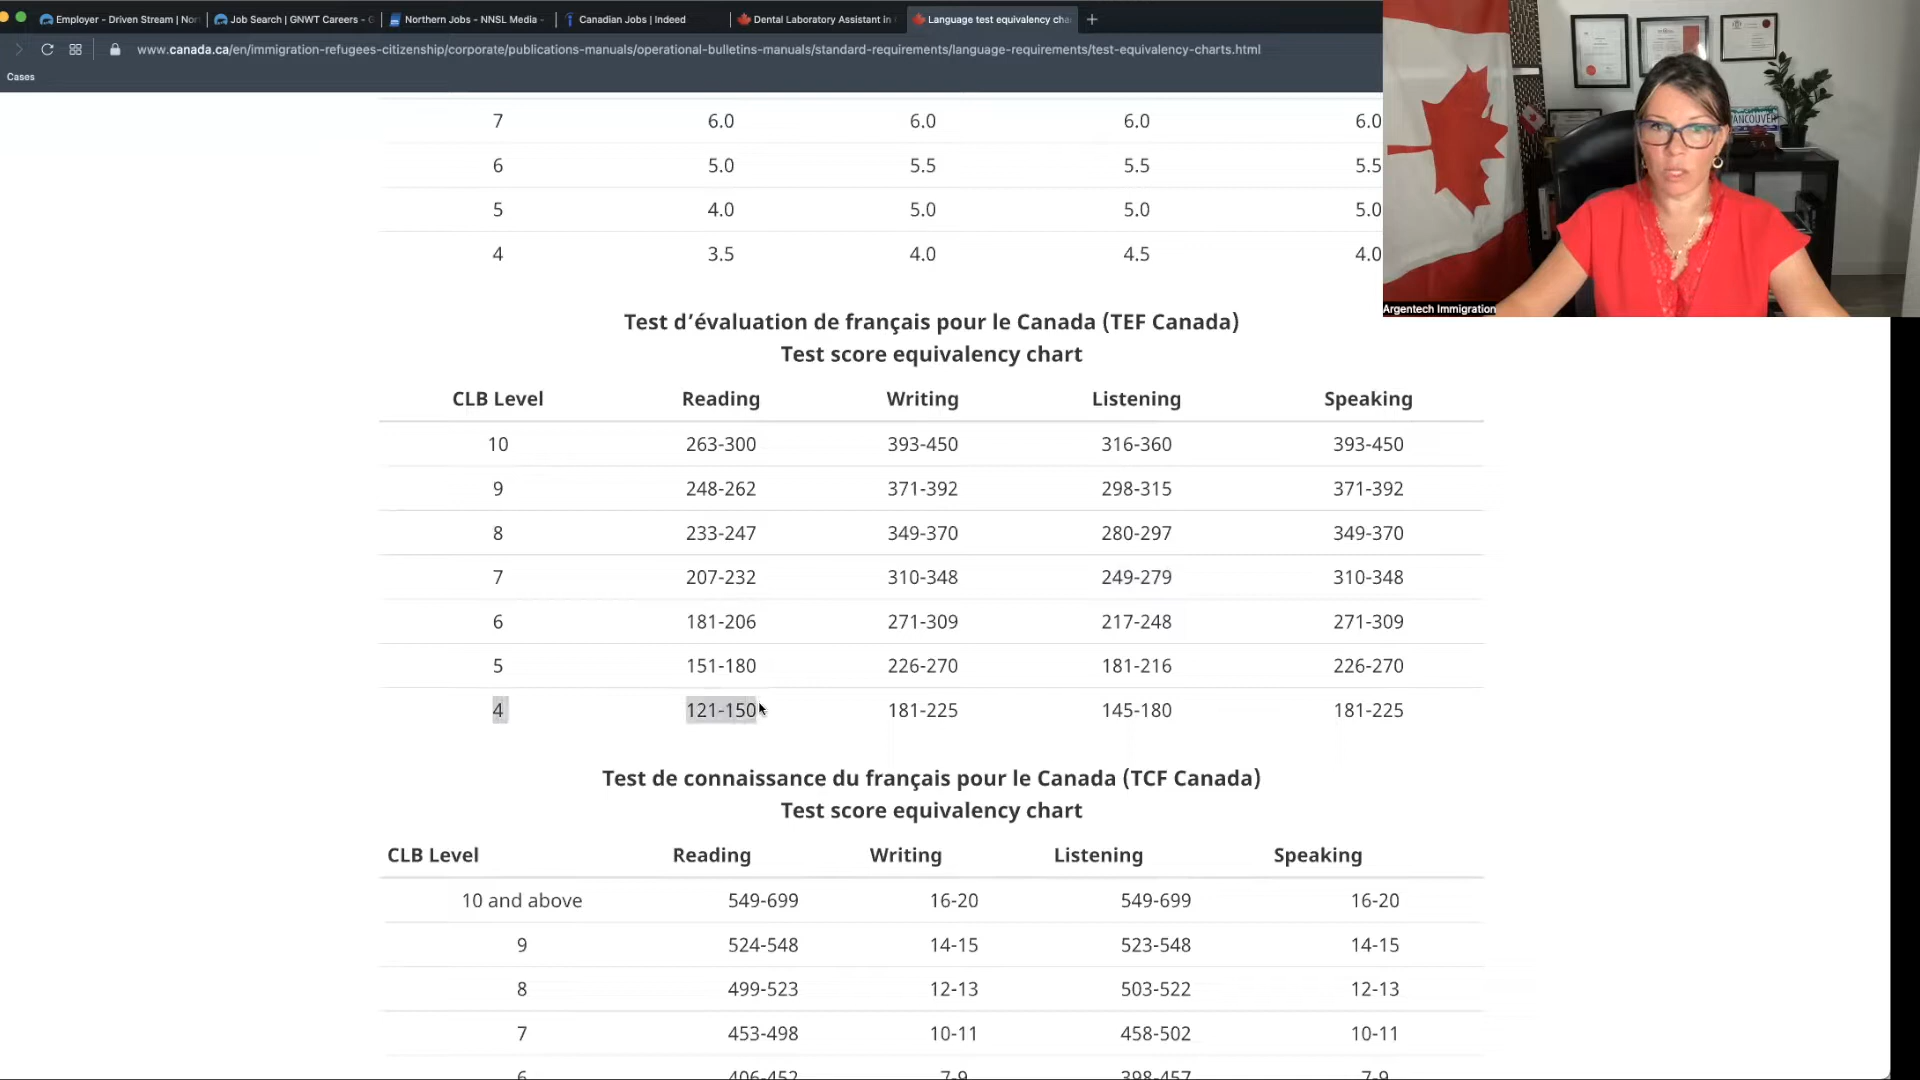 Employer - Driven Stream | Nor
Job Search | GNWT Careers - G
Northern Jobs - NNSL Media -
Canadian Jobs | Indeed
Dental Laboratory Assistant in
Language test equivalency cha
www.canada.ca/en/immigration-refugees-citizenship/corporate/publications-manuals/operational-bulletins-manuals/standard-requirements/language-requirements/test-equivalency-charts.html
Cases
VANCOUVER
Argentech Immigration
7 6.0 6.0 6.0 6.0
6 5.0 5.5 5.5 5.5
5 4.0 5.0 5.0 5.0
4 3.5 4.0 4.5 4.0
Test d’évaluation de français pour le Canada (TEF Canada)
Test score equivalency chart
CLB Level Reading Writing Listening Speaking
10 263-300 393-450 316-360 393-450
9 248-262 371-392 298-315 371-392
8 233-247 349-370 280-297 349-370
7 207-232 310-348 249-279 310-348
6 181-206 271-309 217-248 271-309
5 151-180 226-270 181-216 226-270
4 121-150 181-225 145-180 181-225
Test de connaissance du français pour le Canada (TCF Canada)
Test score equivalency chart
CLB Level Reading Writing Listening Speaking
10 and above 549-699 16-20 549-699 16-20
9 524-548 14-15 523-548 14-15
8 499-523 12-13 503-522 12-13
7 453-498 10-11 458-502 10-11
6 406-452 7-9 398-457 7-9